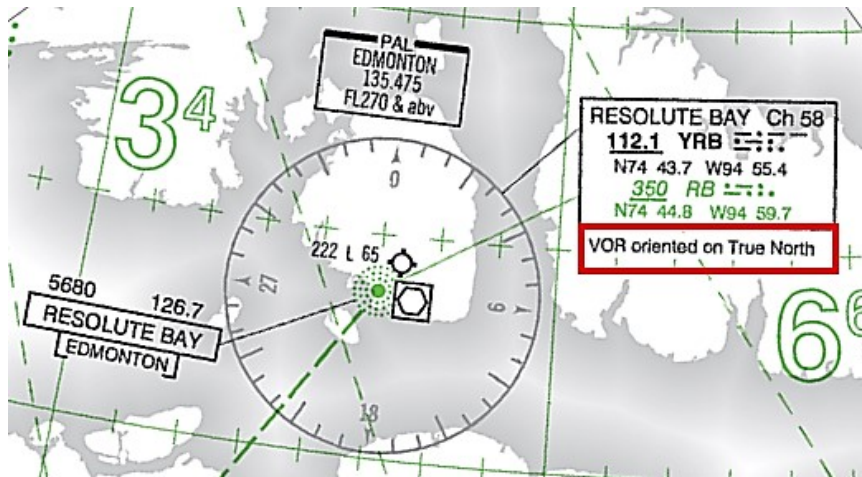 PAL
EDMONTON
135.475
FL270 & abv
3⁴
RESOLUTE BAY Ch 58
112.1 YRB
N74 43.7 W94 55.4
350 RB
N74 44.8 W94 59.7
VOR oriented on True North
0
222 L 65
27
9
18
5680 126.7
RESOLUTE BAY
EDMONTON
6⁶